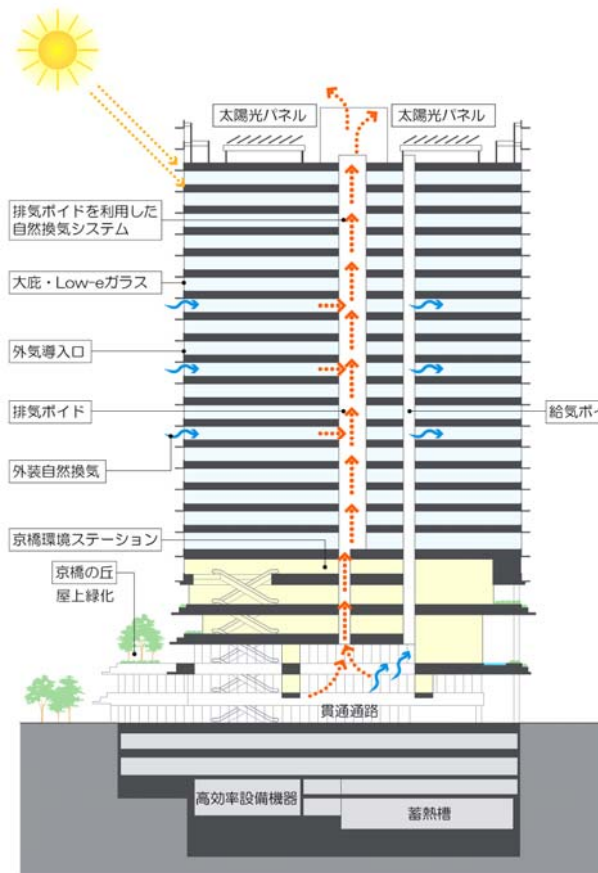 太陽光パネル
太陽光パネル
排気ボイドを利用した
自然換気システム
大庇・Low-eガラス
外気導入口
排気ボイド
給気ボイ
外装自然換気
京橋環境ステーション
京橋の丘
屋上緑化
貫通通路
高効率設備機器
蓄熱槽